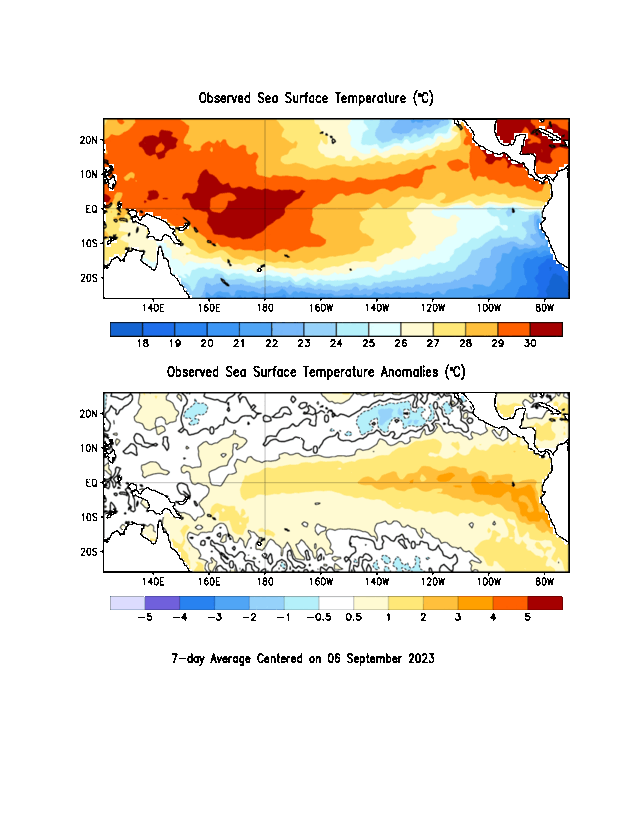 Observed Sea Surface Temperature (°C)
20N
10N
EQ
10S
20S
140E 160E 180 160W 140W 120W 100W 80W
18 19 20 21 22 23 24 25 26 27 28 29 30
Observed Sea Surface Temperature Anomalies (°C)
20N
10N
EQ
10S
20S
140E 160E 180 160W 140W 120W 100W 80W
-5 -4 -3 -2 -1 -0.5 0.5 1 2 3 4 5
7-day Average Centered on 06 September 2023